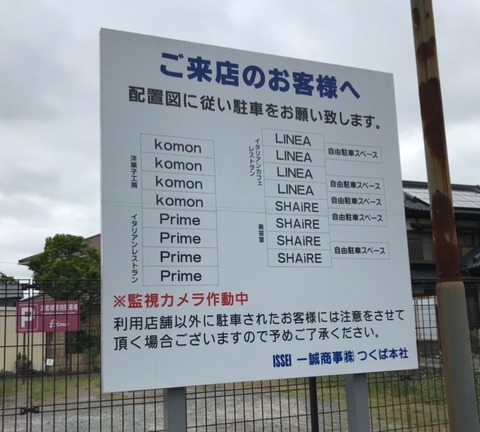 ご来店のお客様へ
配置図に従い駐車をお願い致します。
洋菓子工房
komon
komon
komon
komon
イタリアンレストラン
Prime
Prime
Prime
Prime
イタリアンカフェ
レストラン
LINEA
LINEA
LINEA
LINEA
美容室
SHAiRE
SHAiRE
SHAiRE
SHAiRE
自由駐車スペース
自由駐車スペース
自由駐車スペース
自由駐車スペース
自由駐車スペース
※監視カメラ作動中
利用店舗以外に駐車されたお客様には注意をさせて
頂く場合ございますので予めご了承ください。
ISSEI 一誠商事㈱ つくば本社
P